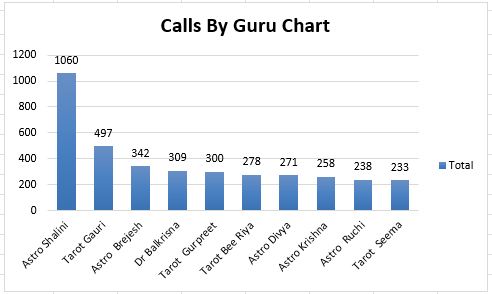 Calls By Guru Chart
1200
1000
800
600
400
200
0
1060
497
342
309
300
278
271
258
238
233
Astro Shalini
Tarot Gauri
Astro Brejesh
Dr Balkrisna
Tarot Gurpreet
Tarot Bee Riya
Astro Divya
Astro Krishna
Astro Ruchi
Tarot Seema
Total